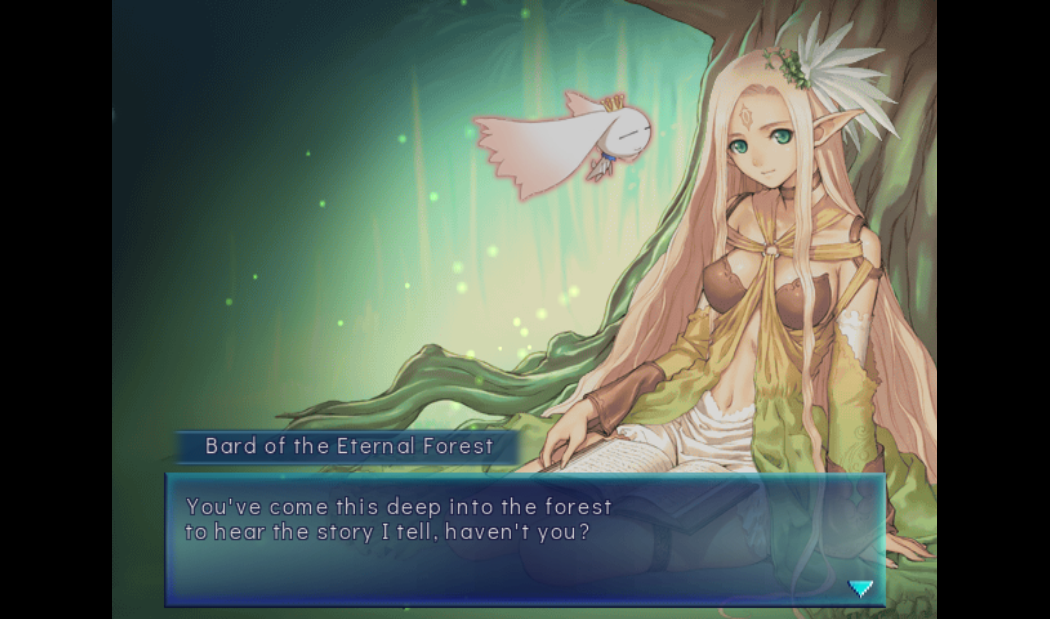 Bard of the Eternal Forest
You've come this deep into the forest
to hear the story I tell, haven't you?